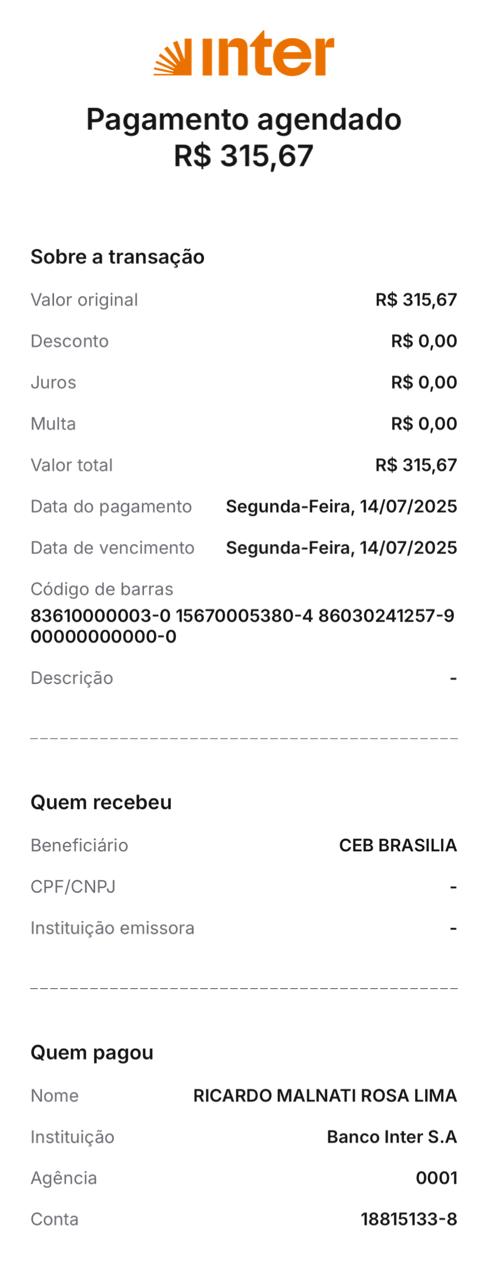 inter
Pagamento agendado
R$ 315,67
Sobre a transação
Valor original R$ 315,67
Desconto R$ 0,00
Juros R$ 0,00
Multa R$ 0,00
Valor total R$ 315,67
Data do pagamento Segunda-Feira, 14/07/2025
Data de vencimento Segunda-Feira, 14/07/2025
Código de barras
83610000003-0 15670005380-4 86030241257-9
00000000000-0
Descrição -
Quem recebeu
Beneficiário CEB BRASILIA
CPF/CNPJ -
Instituição emissora -
Quem pagou
Nome RICARDO MALNATI ROSA LIMA
Instituição Banco Inter S.A
Agência 0001
Conta 18815133-8